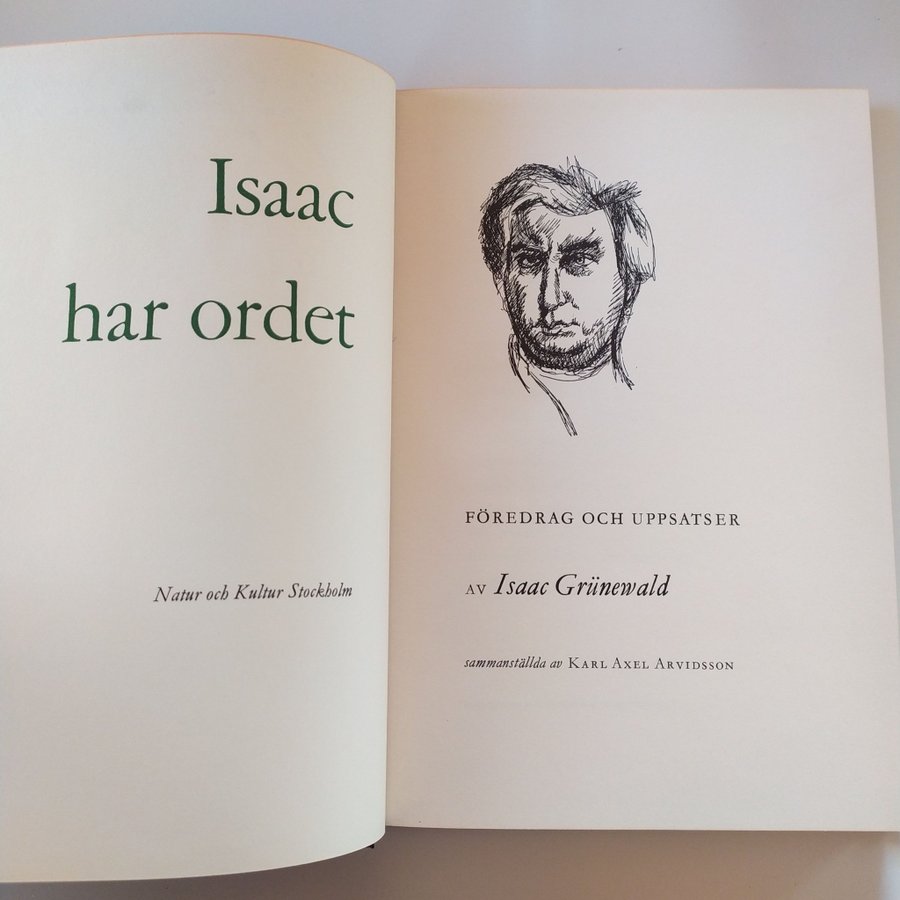 Isaac
har ordet
Natur och Kultur Stockholm
FÖREDRAG OCH UPPSATSER
AV Isaac Grünewald
sammanställda av KARL AXEL ARVIDSSON